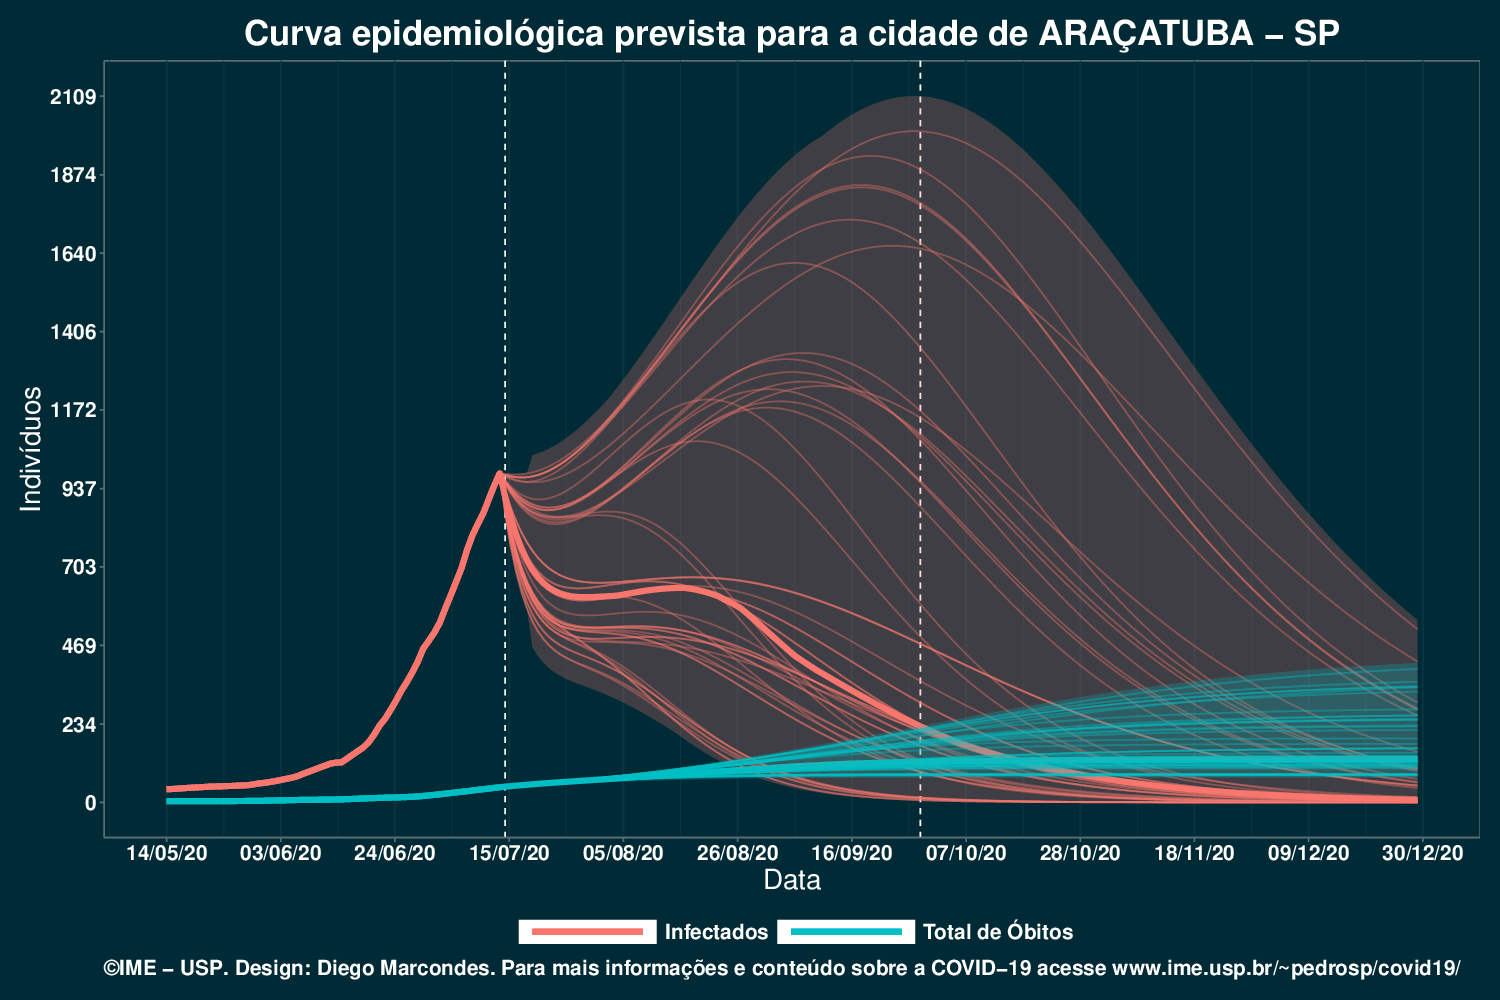 Curva epidemiológica prevista para a cidade de ARAÇATUBA – SP
Indivíduos
2109
1874
1640
1406
1172
937
703
469
234
0
14/05/20 03/06/20 24/06/20 15/07/20 05/08/20 26/08/20 16/09/20 07/10/20 28/10/20 18/11/20 09/12/20 30/12/20
Data
Infectados Total de Óbitos
©IME – USP. Design: Diego Marcondes. Para mais informações e conteúdo sobre a COVID–19 acesse www.ime.usp.br/~pedrosp/covid19/